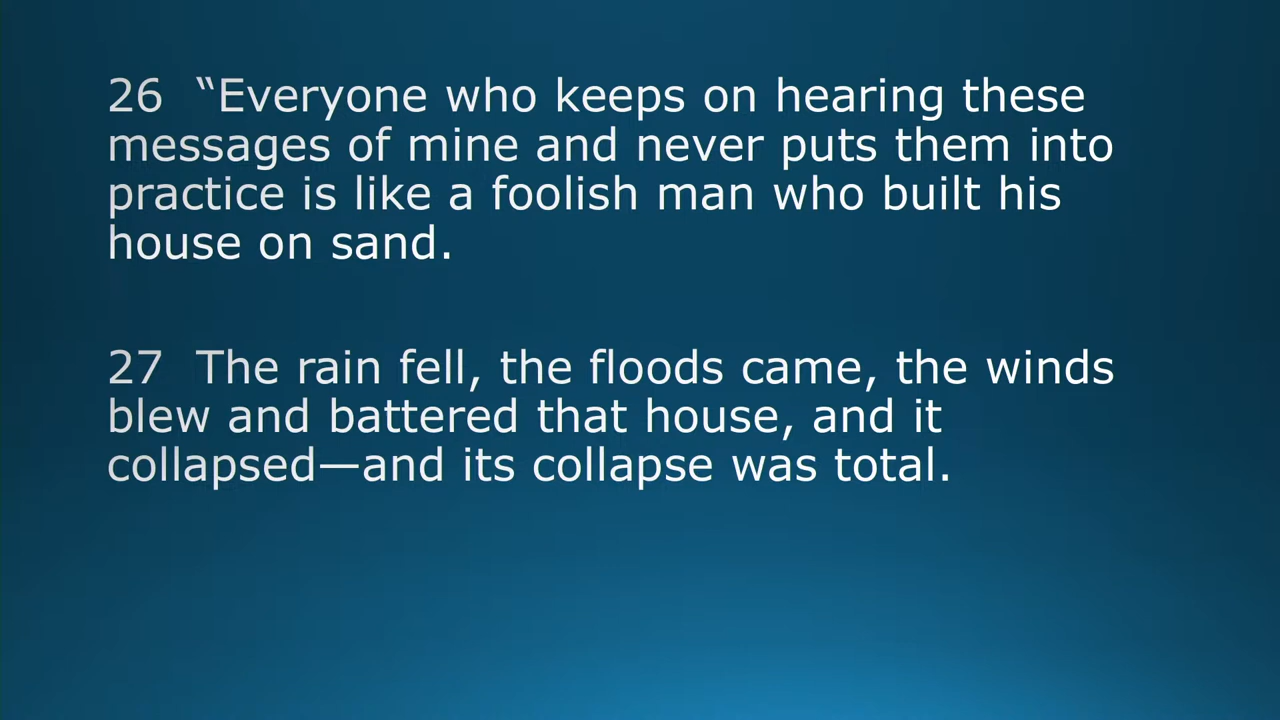 26  “Everyone who keeps on hearing these
messages of mine and never puts them into
practice is like a foolish man who built his
house on sand.
27  The rain fell, the floods came, the winds
blew and battered that house, and it
collapsed—and its collapse was total.